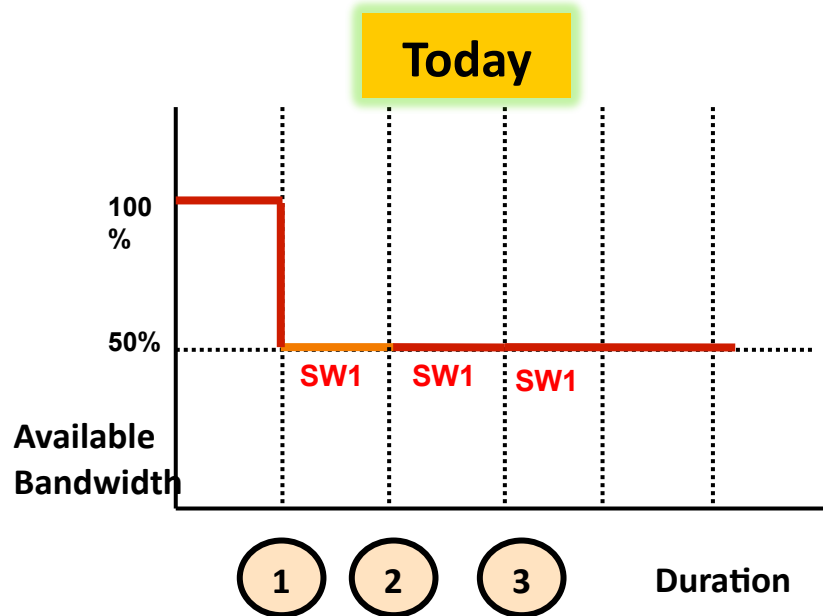 Today
100
%
50%
SW1 SW1 SW1
Available
Bandwidth
1 2 3 Duration